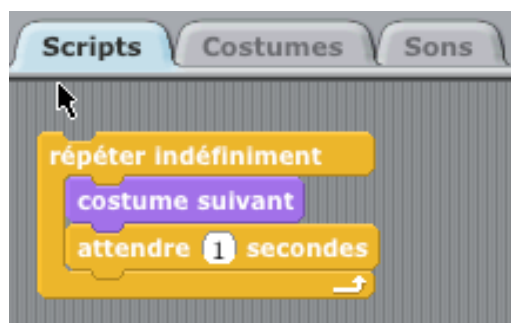 Scripts Costumes Sons
répéter indéfiniment
costume suivant
attendre 1 secondes